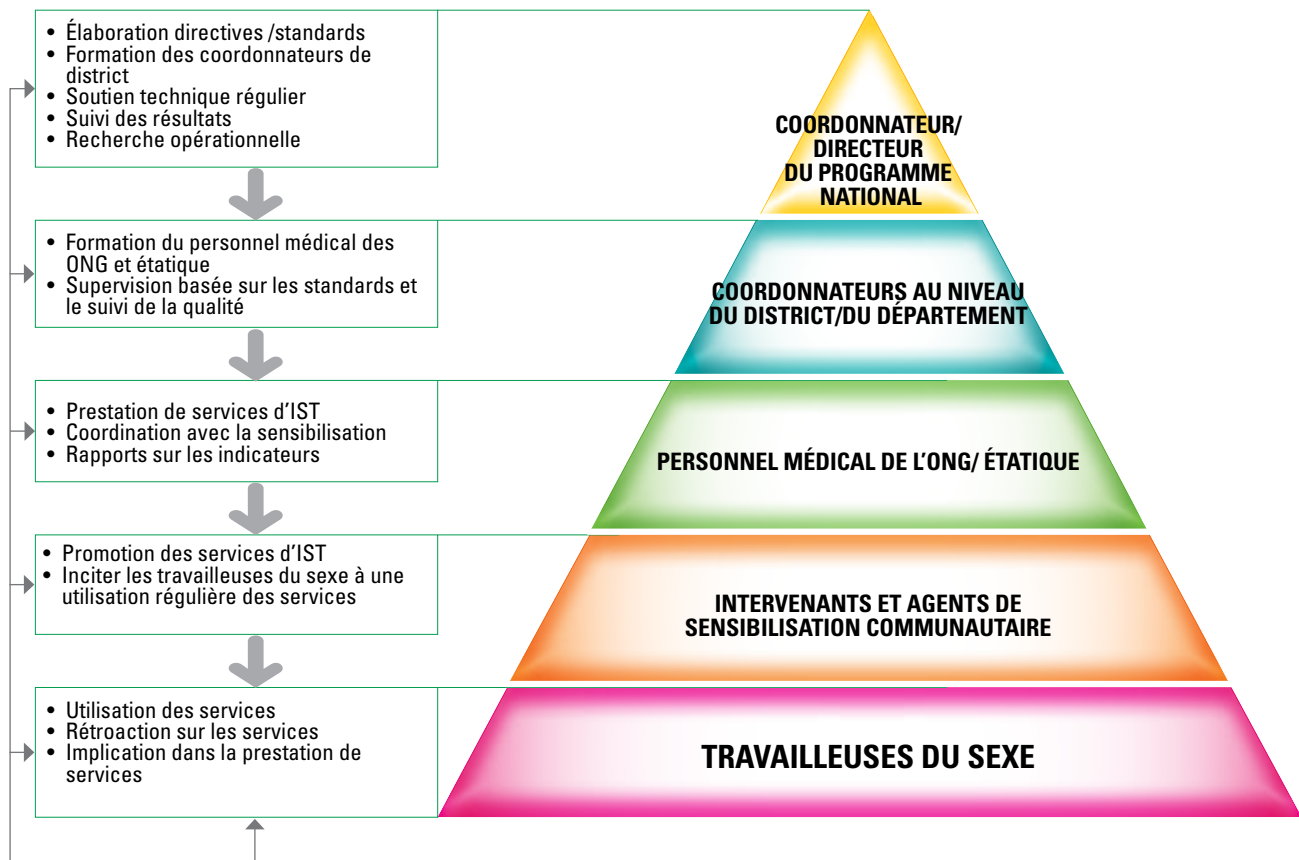 • Élaboration directives /standards
• Formation des coordonnateurs de
district
• Soutien technique régulier
• Suivi des résultats
• Recherche opérationnelle
COORDONNATEUR/
DIRECTEUR
DU PROGRAMME
NATIONAL
• Formation du personnel médical des
ONG et étatique
• Supervision basée sur les standards et
le suivi de la qualité
COORDONNATEURS AU NIVEAU
DU DISTRICT/DU DÉPARTEMENT
• Prestation de services d’IST
• Coordination avec la sensibilisation
• Rapports sur les indicateurs
PERSONNEL MÉDICAL DE L’ONG/ ÉTATIQUE
• Promotion des services d’IST
• Inciter les travailleuses du sexe à une
utilisation régulière des services
INTERVENANTS ET AGENTS DE
SENSIBILISATION COMMUNAUTAIRE
• Utilisation des services
• Rétroaction sur les services
• Implication dans la prestation de
services
TRAVAILLEUSES DU SEXE